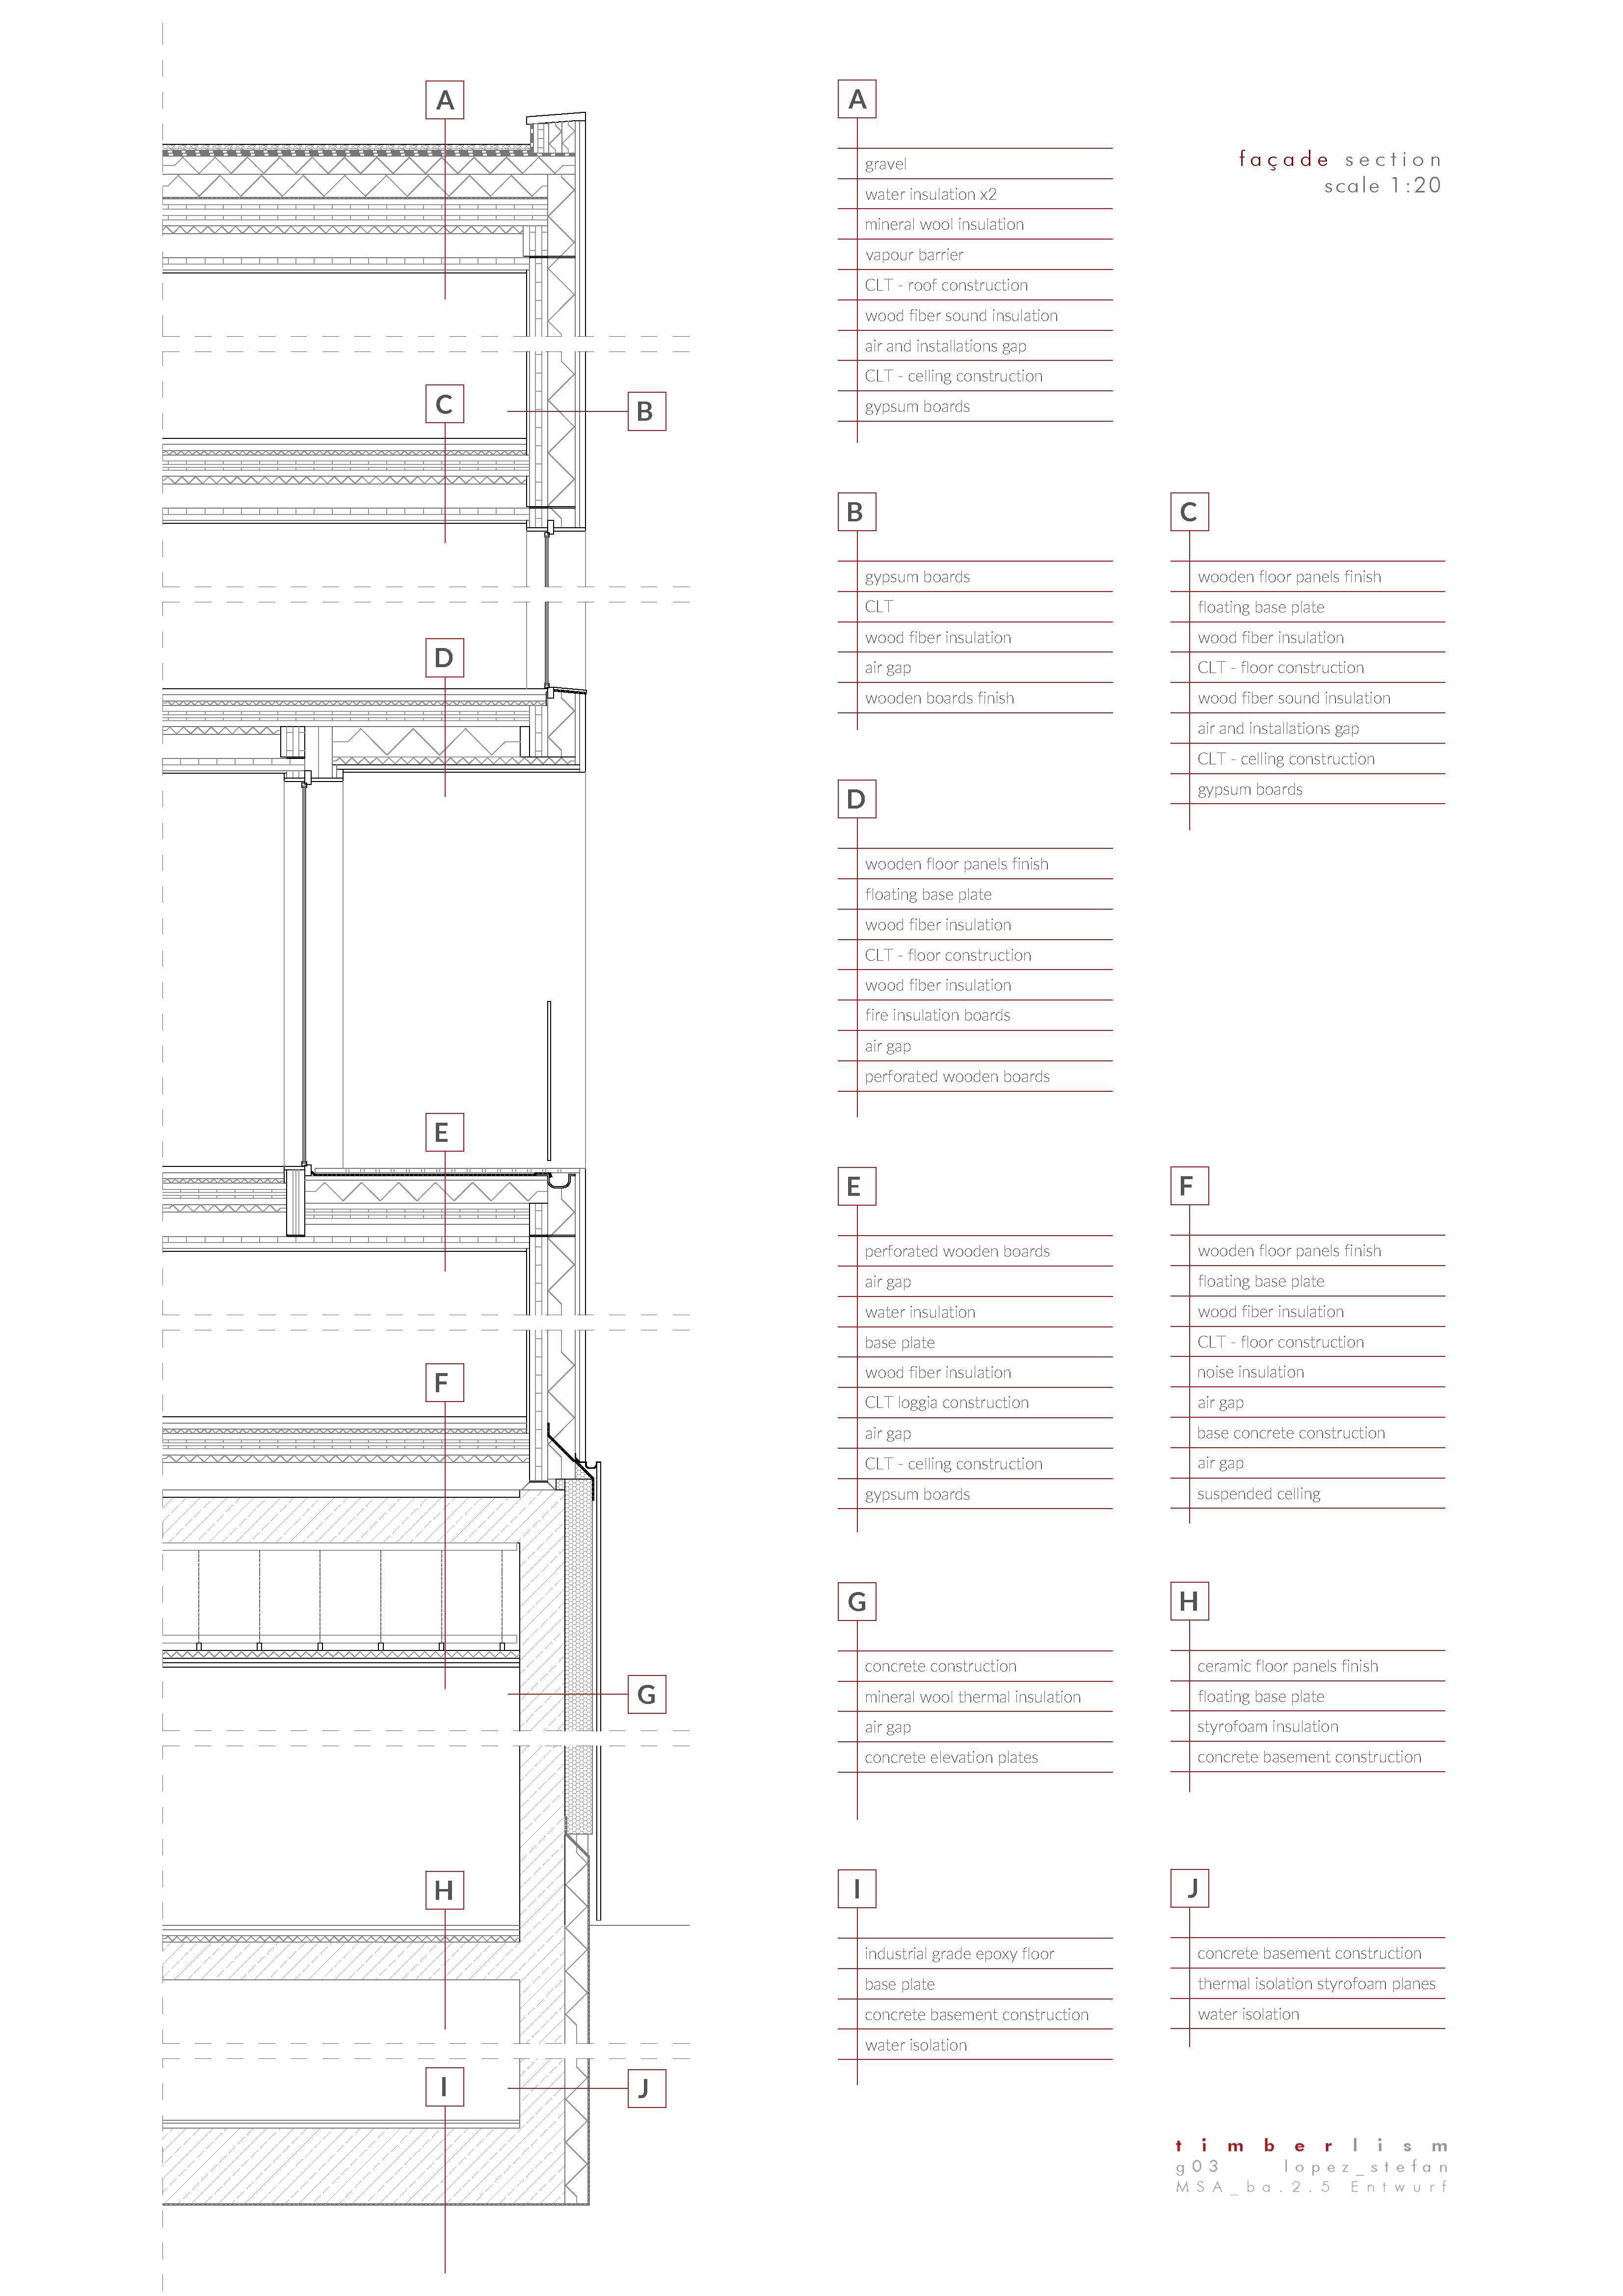 A
façade section
scale 1:20
gravel
water insulation x2
mineral wool insulation
vapour barrier
CLT - roof construction
wood fiber sound insulation
air and installations gap
CLT - celling construction
gypsum boards
B
gypsum boards
CLT
wood fiber insulation
air gap
wooden boards finish
C
wooden floor panels finish
floating base plate
wood fiber insulation
CLT - floor construction
wood fiber sound insulation
air and installations gap
CLT - celling construction
gypsum boards
D
wooden floor panels finish
floating base plate
wood fiber insulation
CLT - floor construction
wood fiber insulation
fire insulation boards
air gap
perforated wooden boards
E
perforated wooden boards
air gap
water insulation
base plate
wood fiber insulation
CLT loggia construction
air gap
CLT - celling construction
gypsum boards
F
wooden floor panels finish
floating base plate
wood fiber insulation
CLT - floor construction
noise insulation
air gap
base concrete construction
air gap
suspended celling
G
concrete construction
mineral wool thermal insulation
air gap
concrete elevation plates
H
ceramic floor panels finish
floating base plate
styrofoam insulation
concrete basement construction
I
industrial grade epoxy floor
base plate
concrete basement construction
water isolation
J
concrete basement construction
thermal isolation styrofoam planes
water isolation
A
C
B
D
E
F
G
H
I
J
timberlism
g03 lopez_stefan
MSA_ba.2.5 Entwurf